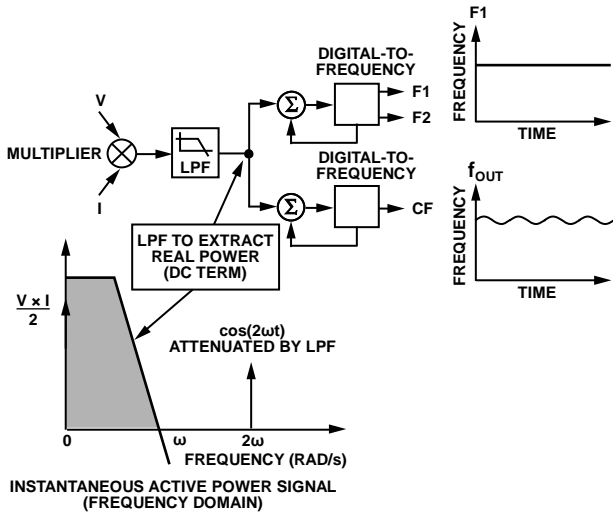 V
MULTIPLIER
I
LPF
DIGITAL-TO-
FREQUENCY
Σ
F1
F2
DIGITAL-TO-
FREQUENCY
Σ
CF
F1
FREQUENCY
TIME
fOUT
FREQUENCY
TIME
LPF TO EXTRACT
REAL POWER
(DC TERM)
V × I
2
cos(2ωt)
ATTENUATED BY LPF
0
ω
2ω
FREQUENCY (RAD/s)
INSTANTANEOUS ACTIVE POWER SIGNAL
(FREQUENCY DOMAIN)